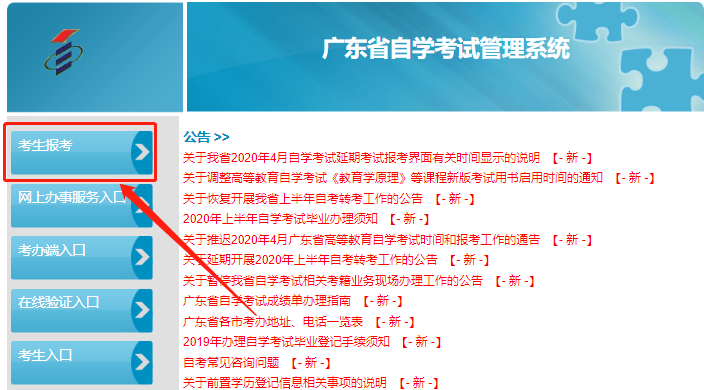 广东省自学考试管理系统
考生报考
网上办事服务入口
考办端入口
在线验证入口
考生入口
公告 >>
关于我省2020年4月自学考试延期考试报考界面有关时间显示的说明 【- 新 -】
关于调整高等教育自学考试《教育学原理》等课程新版考试用书启用时间的通知 【- 新 -】
关于恢复开展我省上半年自考转考工作的公告 【- 新 -】
2020年上半年自学考试毕业办理须知 【- 新 -】
关于推迟2020年4月广东省高等教育自学考试时间和报考工作的通告 【- 新 -】
关于延期开展2020年上半年自考转考工作的公告 【- 新 -】
关于暂停我省自学考试相关考籍业务现场办理工作的公告 【- 新 -】
广东省自学考试成绩单办理指南 【- 新 -】
广东省各市考办地址、电话一览表 【- 新 -】
2019年办理自学考试毕业登记手续须知 【- 新 -】
自考常见咨询问题 【- 新 -】
关于前置学历登记信息相关事项的说明 【- 新 -】